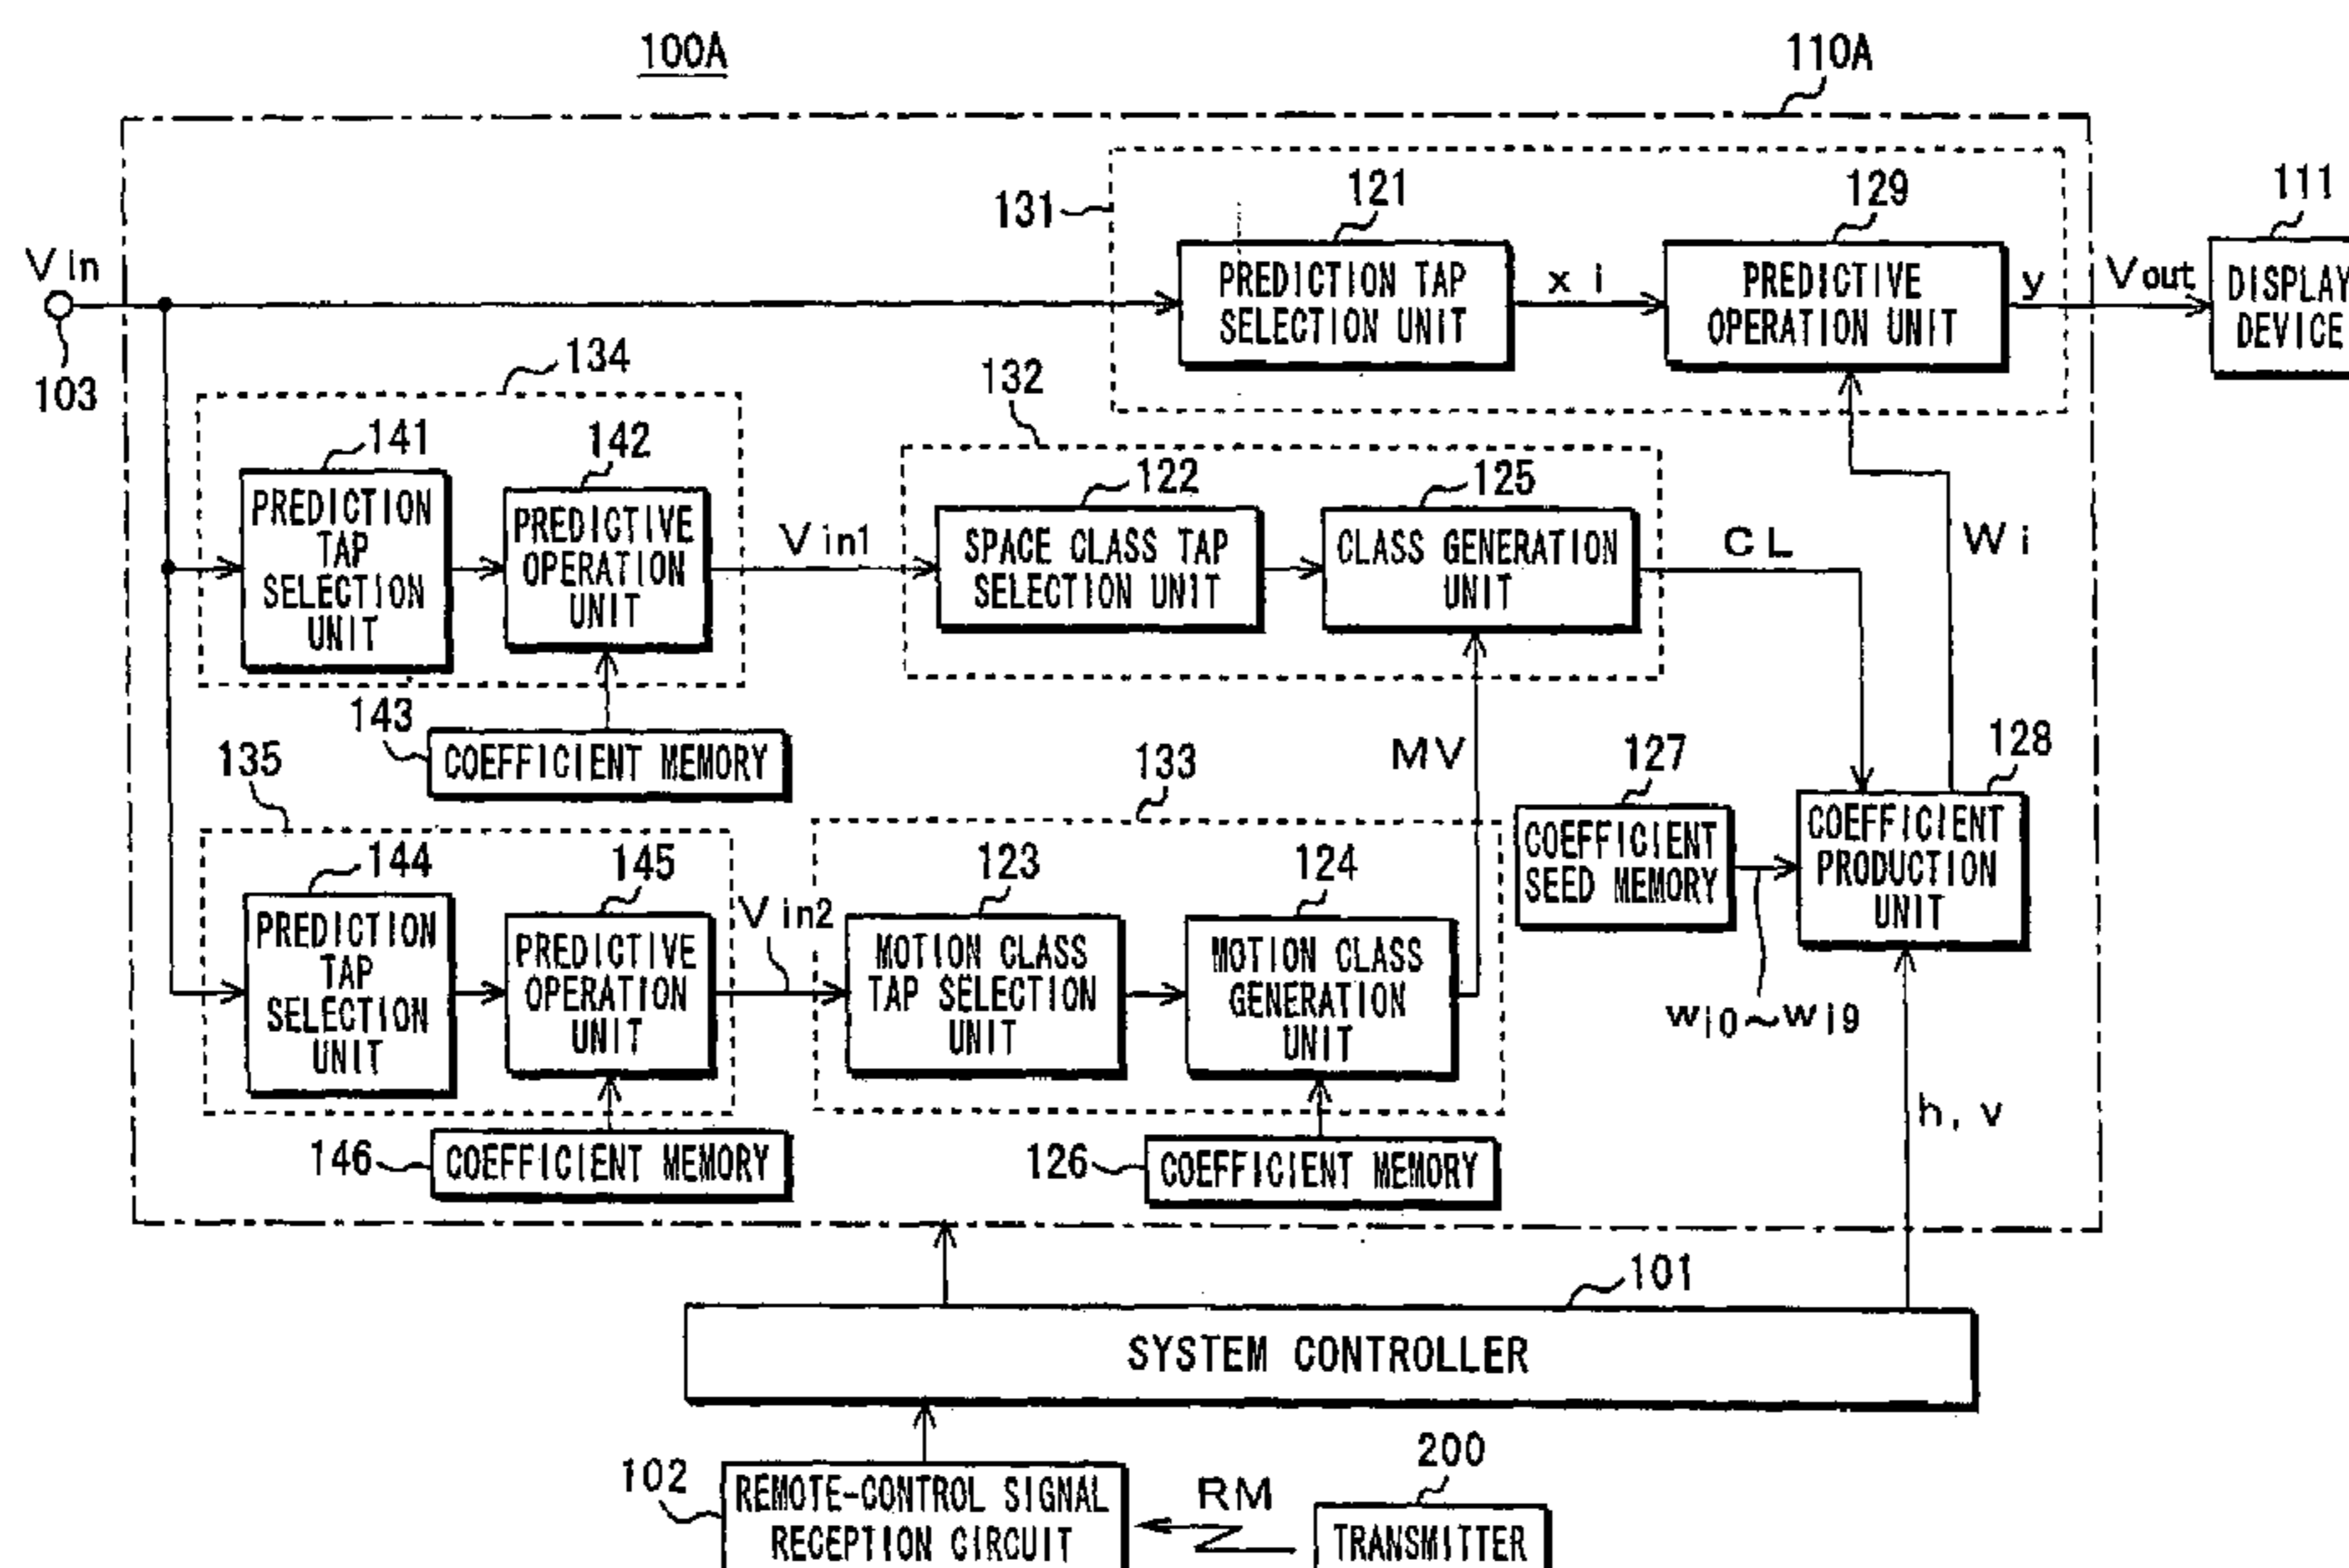 100A
110A
131
121
129
111
Vin
103
PREDICTION TAP
SELECTION UNIT
xi
PREDICTIVE
OPERATION UNIT
y
Vout
DISPLAY
DEVICE
134
132
141
142
122
125
PREDICTION
TAP
SELECTION
UNIT
PREDICTIVE
OPERATION
UNIT
Vin1
SPACE CLASS TAP
SELECTION UNIT
CLASS GENERATION
UNIT
CL
Wi
143
COEFFICIENT MEMORY
135
133
MV
127
128
COEFFICIENT
SEED MEMORY
COEFFICIENT
PRODUCTION
UNIT
144
145
123
124
PREDICTION
TAP
SELECTION
UNIT
PREDICTIVE
OPERATION
UNIT
Vin2
MOTION CLASS
TAP SELECTION
UNIT
MOTION CLASS
GENERATION
UNIT
wi0~wi9
h, v
146
COEFFICIENT MEMORY
126
COEFFICIENT MEMORY
101
SYSTEM CONTROLLER
102
REMOTE-CONTROL SIGNAL
RECEPTION CIRCUIT
RM
200
TRANSMITTER